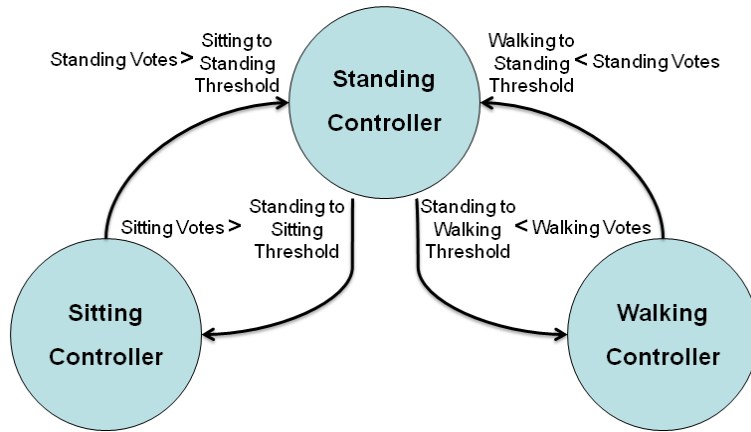 Standing Votes > Sitting to Standing Threshold
Walking to Standing Threshold < Standing Votes
Standing
Controller
Sitting Votes > Standing to Sitting Threshold
Standing to Walking Threshold < Walking Votes
Sitting
Controller
Walking
Controller